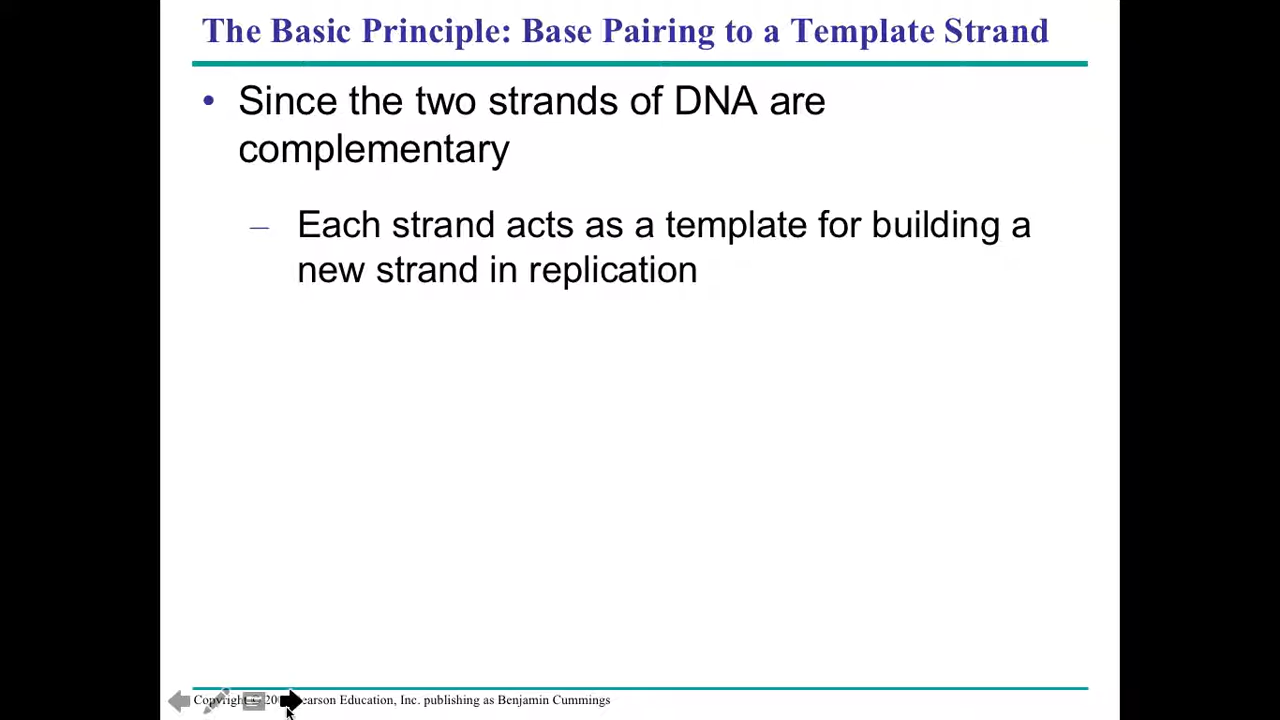 The Basic Principle: Base Pairing to a Template Strand
• Since the two strands of DNA are
complementary
– Each strand acts as a template for building a
new strand in replication
Copyright © Education, Inc. publishing as Benjamin Cummings